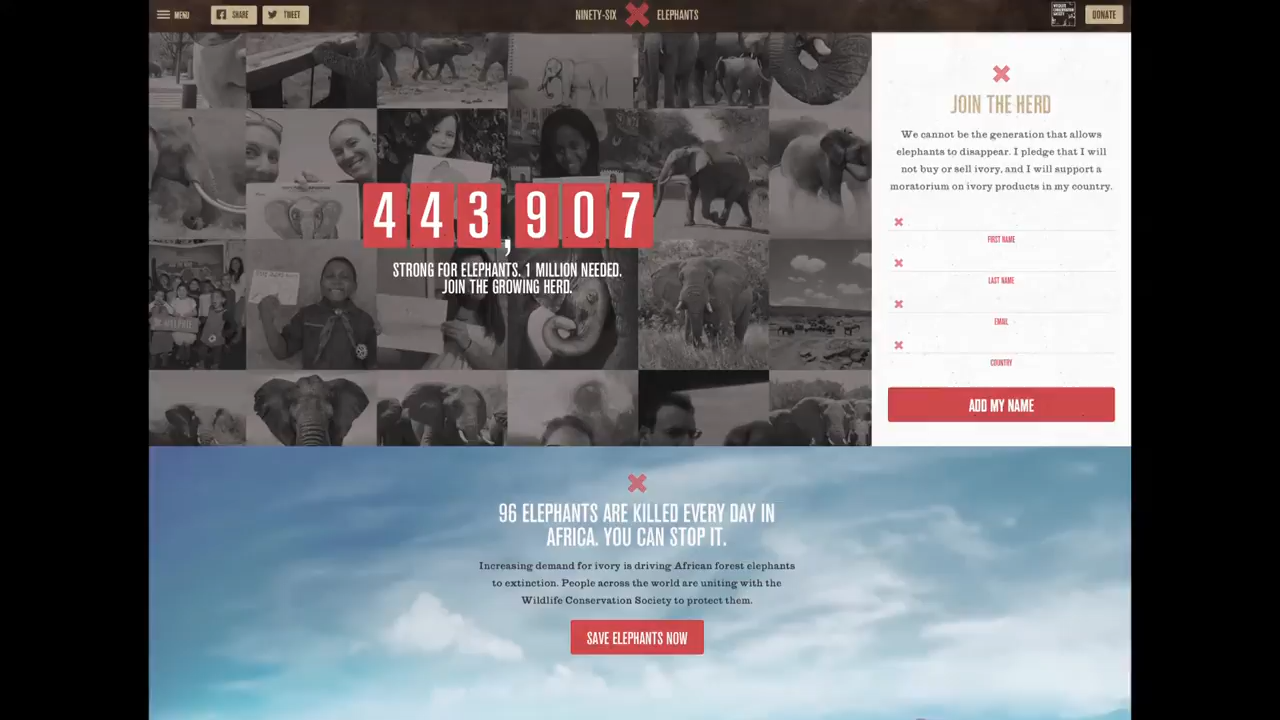 MENU
SHARE
TWEET
NINETY-SIX
ELEPHANTS
WILDLIFE
CONSERVATION
SOCIETY
DONATE
443,907
STRONG FOR ELEPHANTS. 1 MILLION NEEDED.
JOIN THE GROWING HERD.
JOIN THE HERD
We cannot be the generation that allows
elephants to disappear. I pledge that I will
not buy or sell ivory, and I will support a
moratorium on ivory products in my country.
FIRST NAME
LAST NAME
EMAIL
COUNTRY
ADD MY NAME
96 ELEPHANTS ARE KILLED EVERY DAY IN
AFRICA. YOU CAN STOP IT.
Increasing demand for ivory is driving African forest elephants
to extinction. People across the world are uniting with the
Wildlife Conservation Society to protect them.
SAVE ELEPHANTS NOW